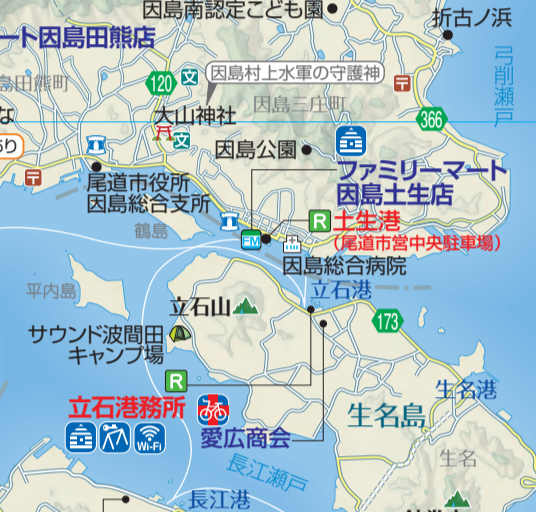 因島南認定こども園
折古ノ浜
ート因島田熊店
弓削瀬戸
因島村上水軍の守護神
島田熊町
120
文
〒
因島三庄町
大山神社
366
な
文
あり
因島公園
〒
ファミリーマート
因島土生店
尾道市役所
因島総合支所
R
土生港
(尾道市営中央駐車場)
鶴島
FM
因島総合病院
平内島
立石港
立石山
173
サウンド波間田
キャンプ場
R
生名港
立石港務所
生名島
Wi-Fi
愛広商会
長江瀬戸
生名
長江港